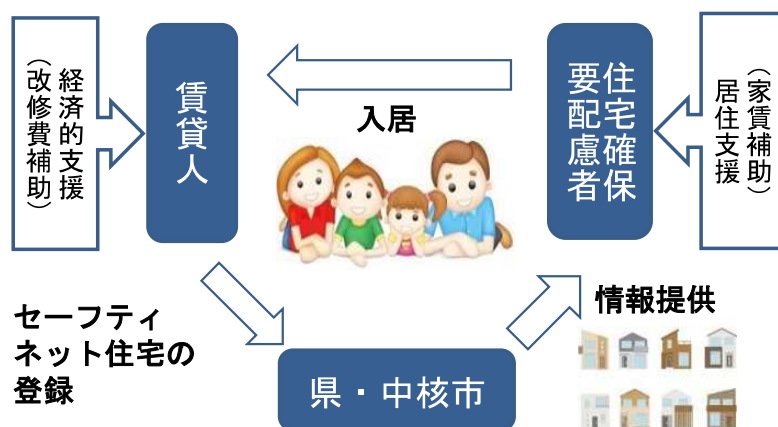 経済的支援
（改修費補助）
賃貸人
入居
住宅確保
要配慮者
（家賃補助）
居住支援
セーフティ
ネット住宅の
登録
情報提供
県・中核市